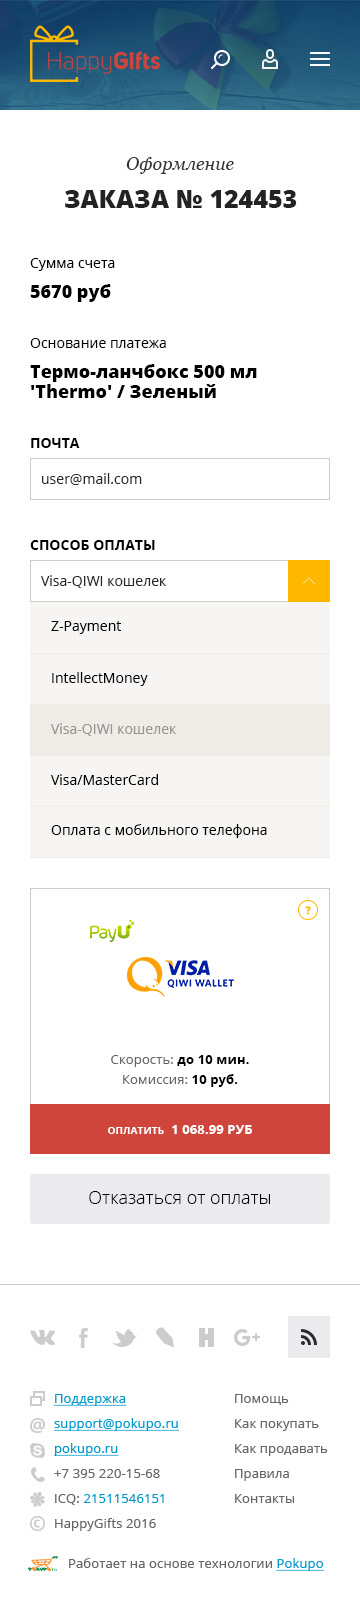 HappyGifts
Оформление
ЗАКАЗА № 124453
Сумма счета
5670 руб
Основание платежа
Термо-ланчбокс 500 мл
'Thermo' / Зеленый
ПОЧТА
user@mail.com
СПОСОБ ОПЛАТЫ
Visa-QIWI кошелек
Z-Payment
IntellectMoney
Visa-QIWI кошелек
Visa/MasterCard
Оплата с мобильного телефона
?
PayU
VISA
QIWI WALLET
Скорость: до 10 мин.
Комиссия: 10 руб.
ОПЛАТИТЬ 1 068.99 РУБ
Отказаться от оплаты
G+
Поддержка
support@pokupo.ru
pokupo.ru
+7 395 220-15-68
ICQ: 21511546151
© HappyGifts 2016
Помощь
Как покупать
Как продавать
Правила
Контакты
Работает на основе технологии Pokupo